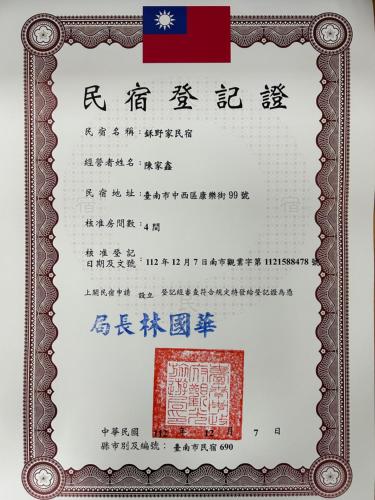 民宿登記證
民宿名稱：穌野家民宿
經營者姓名：陳家鑫
民宿地址：臺南市中西區康樂街99號
核准房間數：4間
核准登記
日期及文號：112年12月7日南市觀業字第1121588478號
上開民宿申請 設立 登記經審查符合規定特發給登記證為憑
局長林國華
中華民國 112 年 12 月 7 日
縣市別及編號：臺南市民宿690